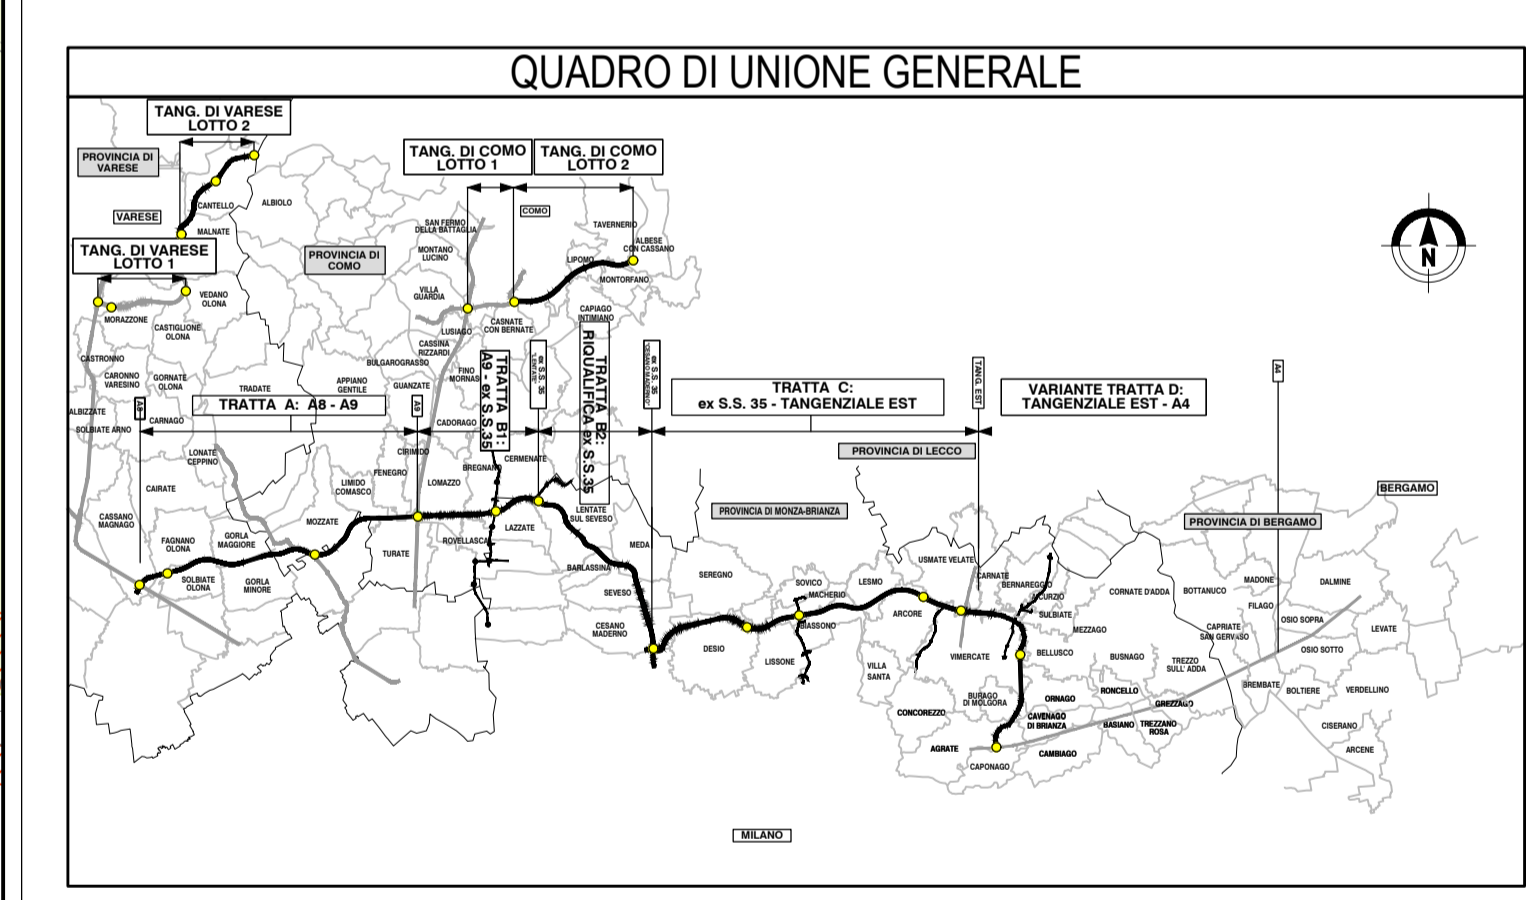 QUADRO DI UNIONE GENERALE
TANG. DI VARESE
LOTTO 2
PROVINCIA DI
VARESE
VARESE
CANTELLO
ALBIOLO
MALNATE
TANG. DI VARESE
LOTTO 1
PROVINCIA DI
COMO
TANG. DI COMO
LOTTO 1
TANG. DI COMO
LOTTO 2
COMO
SAN FERMO
DELLA BATTAGLIA
MONTANO
LUCINO
VILLA
GUARDIA
TAVERNERIO
ALBESE
CON CASSANO
LIPOMO
MONTORFANO
CAPIAGO
INTIMIANO
LUSIAGO
CASNATE
CON BERNATE
N
VEDANO
OLONA
MORAZZONE
CASTIGLIONE
OLONA
CASTRONNO
CARONNO
VARESINO
GORNATE
OLONA
TRADATE
APPIANO
GENTILE
BULGAROGRASSO
CASSINA
RIZZARDI
GUANZATE
FINO
MORNAS
ALBIZZATE
SOLBIATE ARNO
CARNAGO
A8
TRATTA A: A8 - A9
A9
TRATTA B1:
A9 - ex S.S.35
ex S.S. 35
"LENTATE"
TRATTA B2:
RIQUALIFICA ex S.S.35
ex S.S. 35
"CESANO MADERNO"
TRATTA C:
ex S.S. 35 - TANGENZIALE EST
TANG. EST
VARIANTE TRATTA D:
TANGENZIALE EST - A4
A4
CADORAGO
CIRIMIDO
LONATE
CEPPINO
FENEGRO
LIMIDO
COMASCO
LOMAZZO
BREGNANO
CERMENATE
PROVINCIA DI LECCO
BERGAMO
CAIRATE
CASSANO
MAGNAGO
MOZZATE
LENTATE
SUL SEVESO
LAZZATE
PROVINCIA DI MONZA-BRIANZA
PROVINCIA DI BERGAMO
FAGNANO
OLONA
GORLA
MAGGIORE
TURATE
ROVELLASCA
MEDA
SOLBIATE
OLONA
GORLA
MINORE
BARLASSINA
SEVESO
SEREGNO
SOVICO
MACHERIO
LESMO
USMATE VELATE
CARNATE
BERNAREGGIO
CORNATE D'ADDA
BOTTANUCO
MADONE
DALMINE
FILAGO
SULBIATE
ARCORE
BIASSONO
CESANO
MADERNO
DESIO
LISSONE
MEZZAGO
CAPRIATE
SAN GERVASO
OSIO SOPRA
LEVATE
OSIO SOTTO
VILLA
SANTA
VIMERCATE
BELLUSCO
BUSNAGO
TREZZO
SULL' ADDA
BREMBATE
BOLTIERE
VERDELLINO
BURAGO
DI MOLGORA
ORNAGO
RONCELLO
GREZZAGO
CONCOREZZO
CAVENAGO
DI BRIANZA
BASIANO
TREZZANO
ROSA
CISERANO
ARCENE
AGRATE
CAMBIAGO
CAPONAGO
MILANO